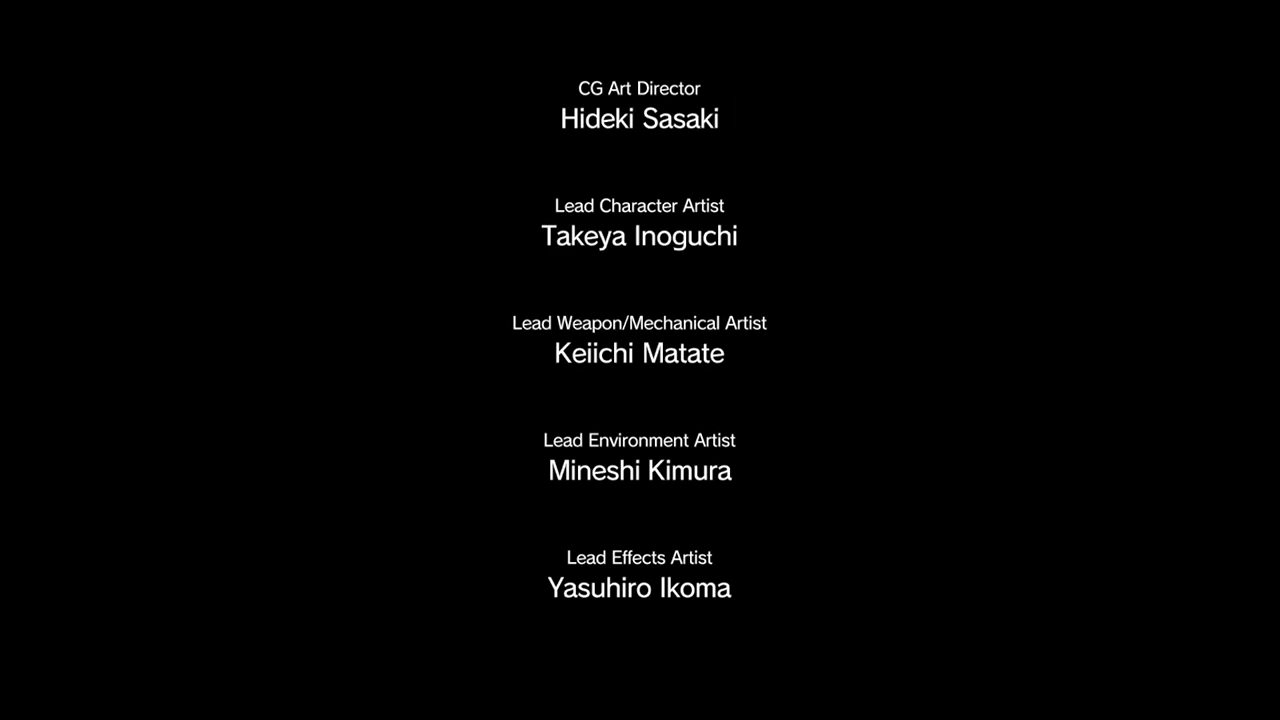 CG Art Director
Hideki Sasaki
Lead Character Artist
Takeya Inoguchi
Lead Weapon/Mechanical Artist
Keiichi Matate
Lead Environment Artist
Mineshi Kimura
Lead Effects Artist
Yasuhiro Ikoma